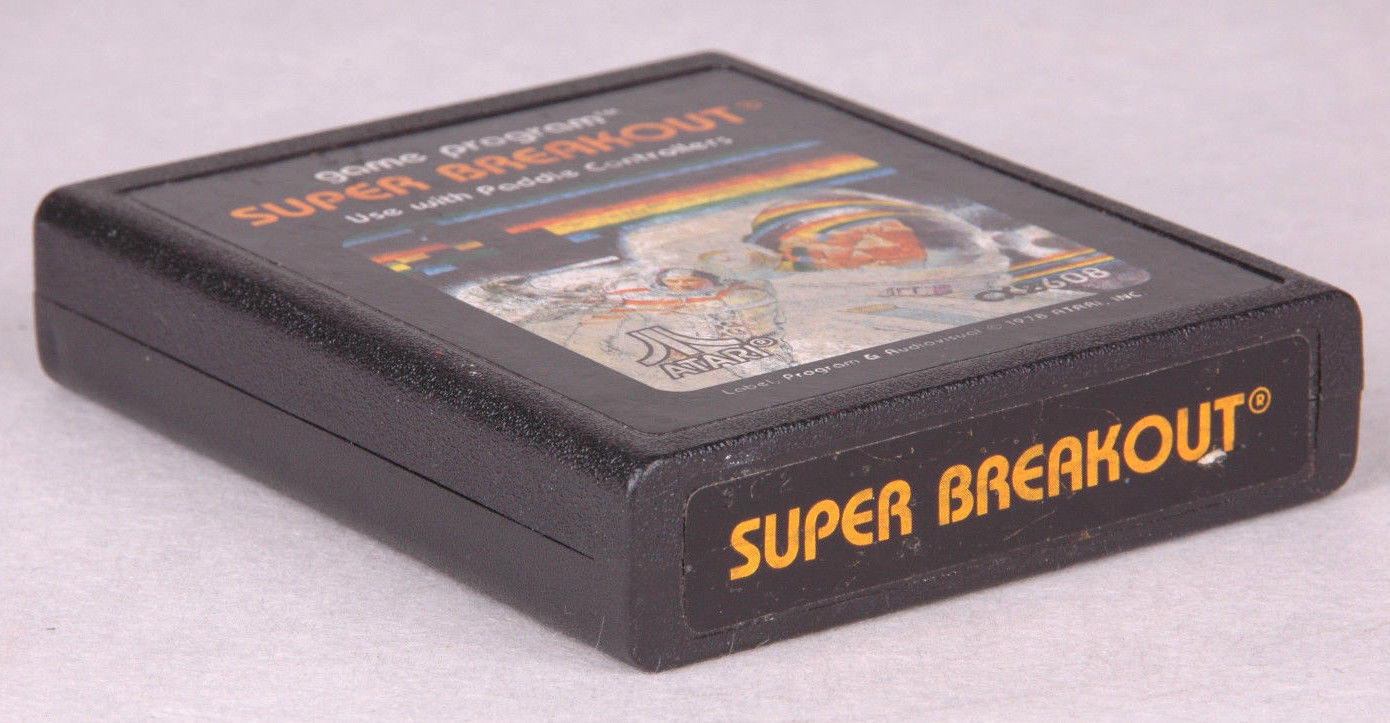 game program™
SUPER BREAKOUT®
Use with Paddle Controllers
ATARI®
Label, Program & Audiovisual © 1978 ATARI, INC
SUPER BREAKOUT®